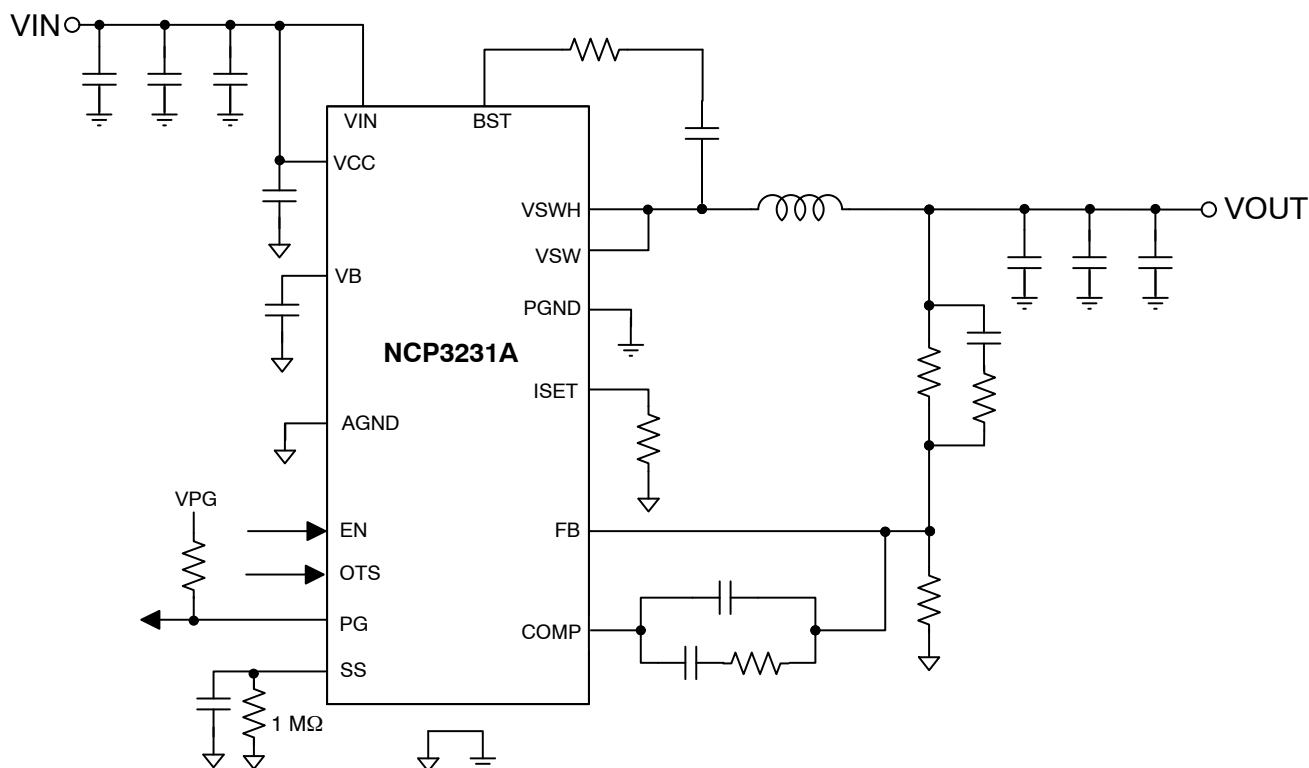 VIN
VIN
BST
VCC
VSWH
VOUT
VSW
VB
PGND
NCP3231A
ISET
AGND
VPG
EN
FB
OTS
PG
COMP
SS
1 MΩ